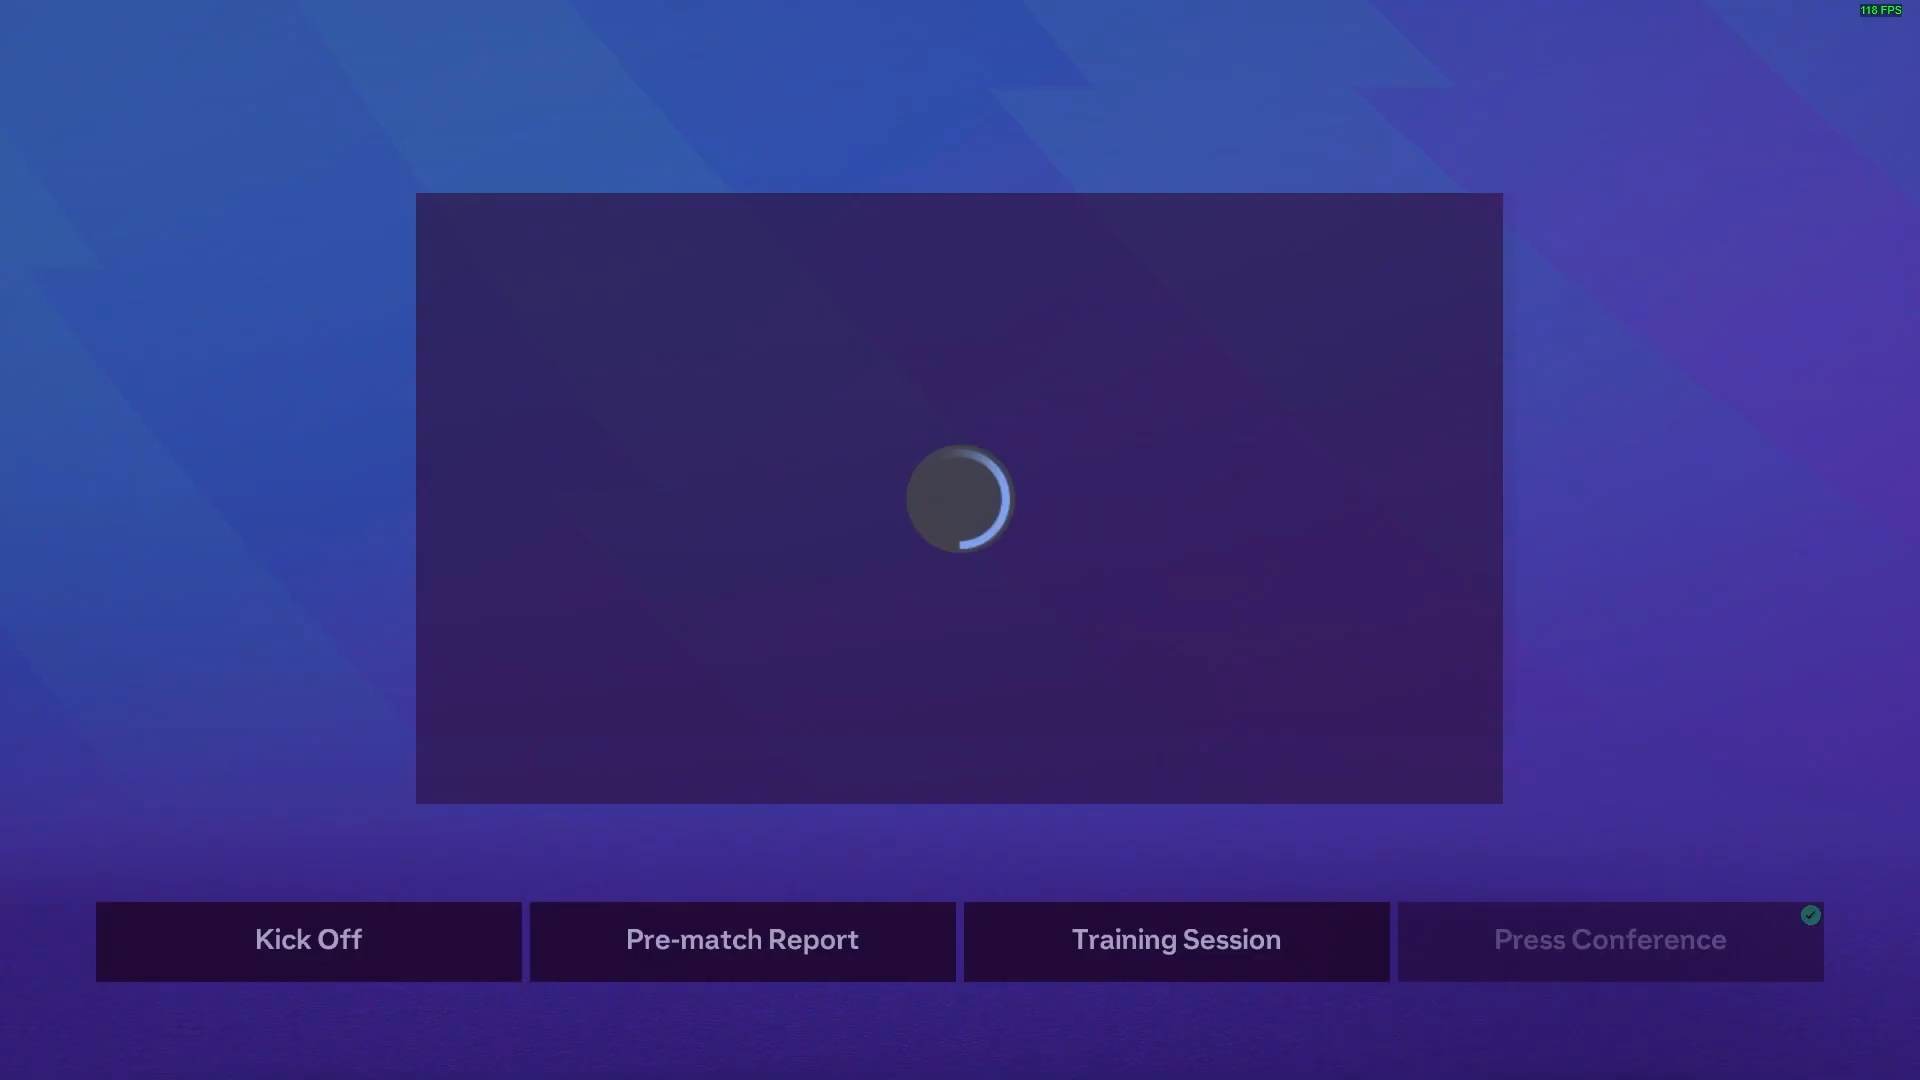 118 FPS
Kick Off
Pre-match Report
Training Session
Press Conference